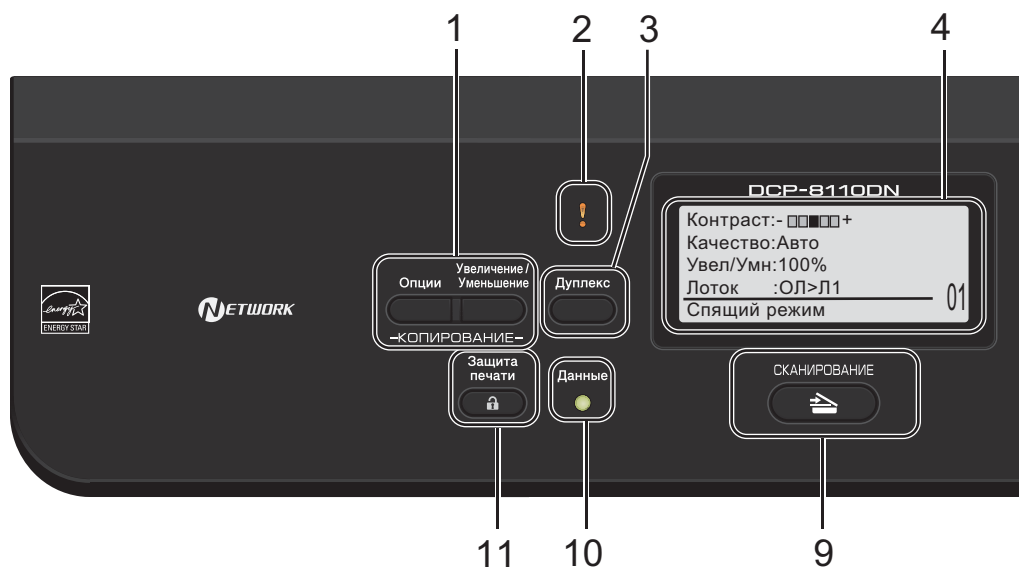 1 2 3 4
DCP-8110DN
Контраст:- +
Качество:Авто
Увел/Умн:100%
Лоток :ОЛ>Л1
Спящий режим
01
Опции
Увеличение/
Уменьшение
Дуплекс
КОПИРОВАНИЕ
energy
ENERGY STAR
NETWORK
Защита
печати
Данные
СКАНИРОВАНИЕ
11 10 9